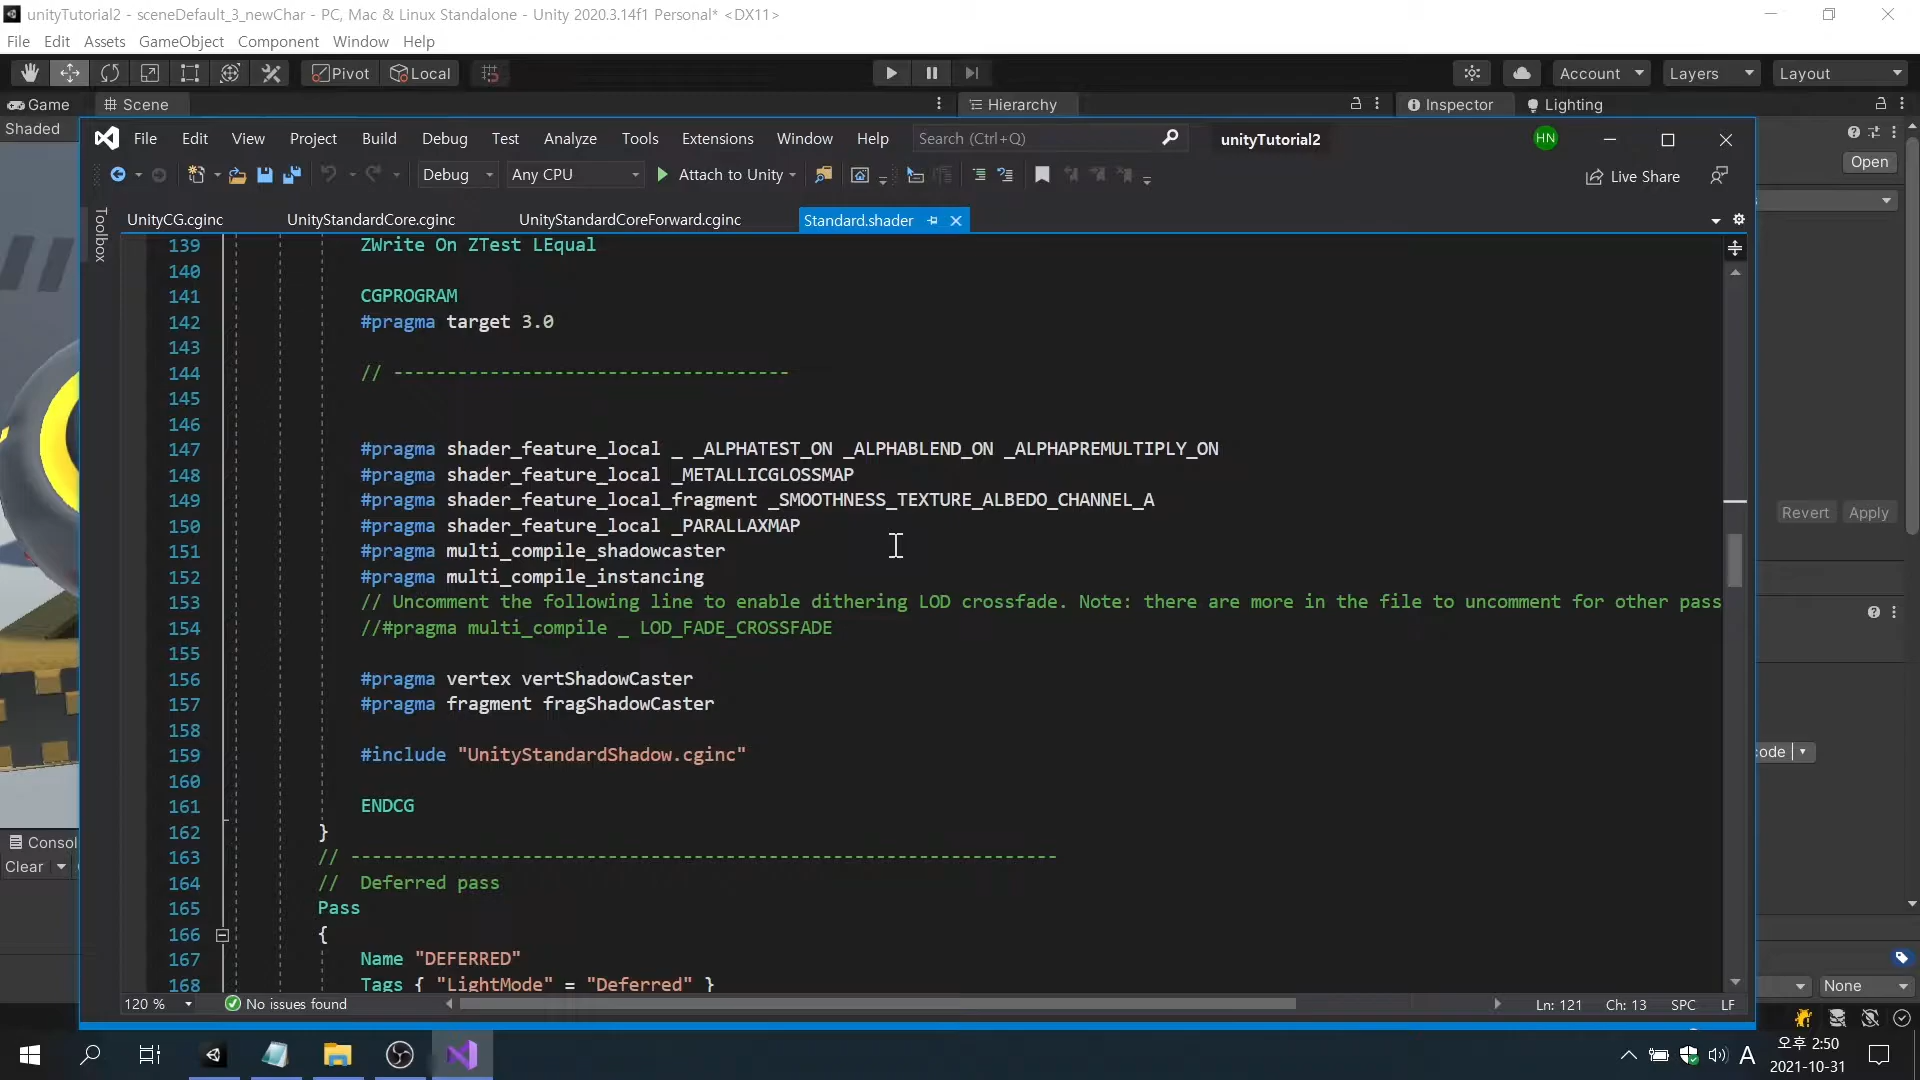 unityTutorial2 - sceneDefault_3_newChar - PC, Mac & Linux Standalone - Unity 2020.3.14f1 Personal* <DX11>
File Edit Assets GameObject Component Window Help
Pivot Local Account Layers Layout
Game Scene Hierarchy Inspector Lighting
Shaded
File Edit View Project Build Debug Test Analyze Tools Extensions Window Help Search (Ctrl+Q) unityTutorial2 HN
Open
Debug Any CPU Attach to Unity Live Share
Toolbox
UnityCG.cginc UnityStandardCore.cginc UnityStandardCoreForward.cginc Standard.shader
139 ZWrite On ZTest LEqual
140
141 CGPROGRAM
142 #pragma target 3.0
143
144 // -------------------------------------
145
146
147 #pragma shader_feature_local _ _ALPHATEST_ON _ALPHABLEND_ON _ALPHAPREMULTIPLY_ON
148 #pragma shader_feature_local _METALLICGLOSSMAP
149 #pragma shader_feature_local_fragment _SMOOTHNESS_TEXTURE_ALBEDO_CHANNEL_A
150 #pragma shader_feature_local _PARALLAXMAP
151 #pragma multi_compile_shadowcaster
152 #pragma multi_compile_instancing
153 // Uncomment the following line to enable dithering LOD crossfade. Note: there are more in the file to uncomment for other pass
154 //#pragma multi_compile _ LOD_FADE_CROSSFADE
155
156 #pragma vertex vertShadowCaster
157 #pragma fragment fragShadowCaster
158
159 #include "UnityStandardShadow.cginc"
160
161 ENDCG
162 }
163 // ------------------------------------------------------------------
164 // Deferred pass
165 Pass
166 {
167 Name "DEFERRED"
168 Tags { "LightMode" = "Deferred" }
Revert Apply
ode
Consol
Clear
None
120 % No issues found Ln: 121 Ch: 13 SPC LF
A 오후 2:50
2021-10-31